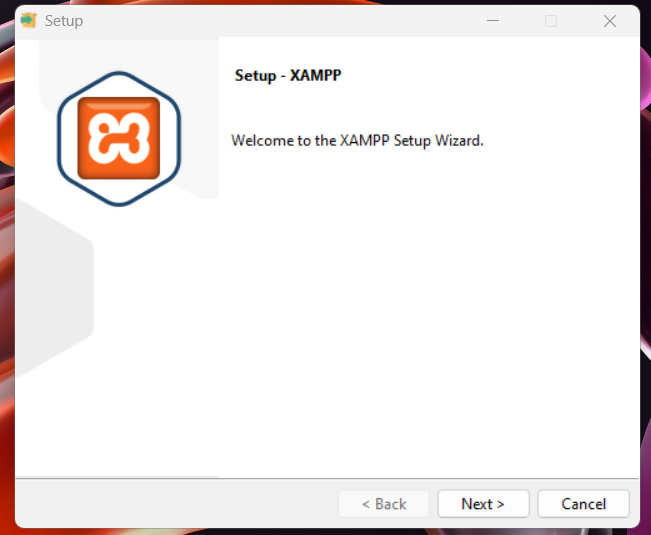 Setup
Setup - XAMPP
Welcome to the XAMPP Setup Wizard.
< Back
Next >
Cancel